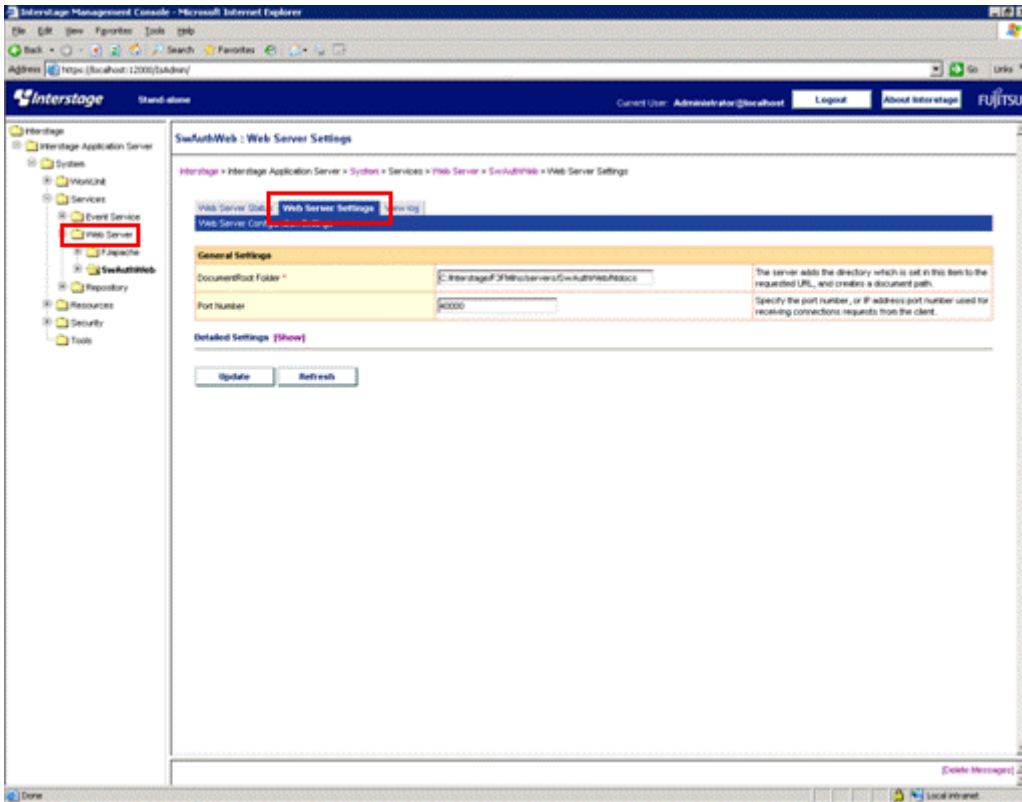 Interstage Management Console - Microsoft Internet Explorer
File Edit View Favorites Tools Help
Back Search Favorites
Address https://localhost:12000/IsAdmin/ Go Links
Interstage Stand-alone Current User: Administrator@localhost Logout About Interstage FUJITSU
Interstage
Interstage Application Server
System
WorkUnit
Services
Event Service
Web Server
FJapache
SwAuthWeb
Repository
Resources
Security
Tools
SwAuthWeb : Web Server Settings
Interstage > Interstage Application Server > System > Services > Web Server > SwAuthWeb > Web Server Settings
Web Server Status Web Server Settings View log
Web Server Configuration Settings
General Settings
DocumentRoot Folder * C:/Interstage/F3FMihs/servers/SwAuthWeb/htdocs The server adds the directory which is set in this item to the
requested URL, and creates a document path.
Port Number 40000 Specify the port number, or IP address:port number used for
receiving connections requests from the client.
Detailed Settings [Show]
Update Refresh
[Delete Messages]
Done Local intranet